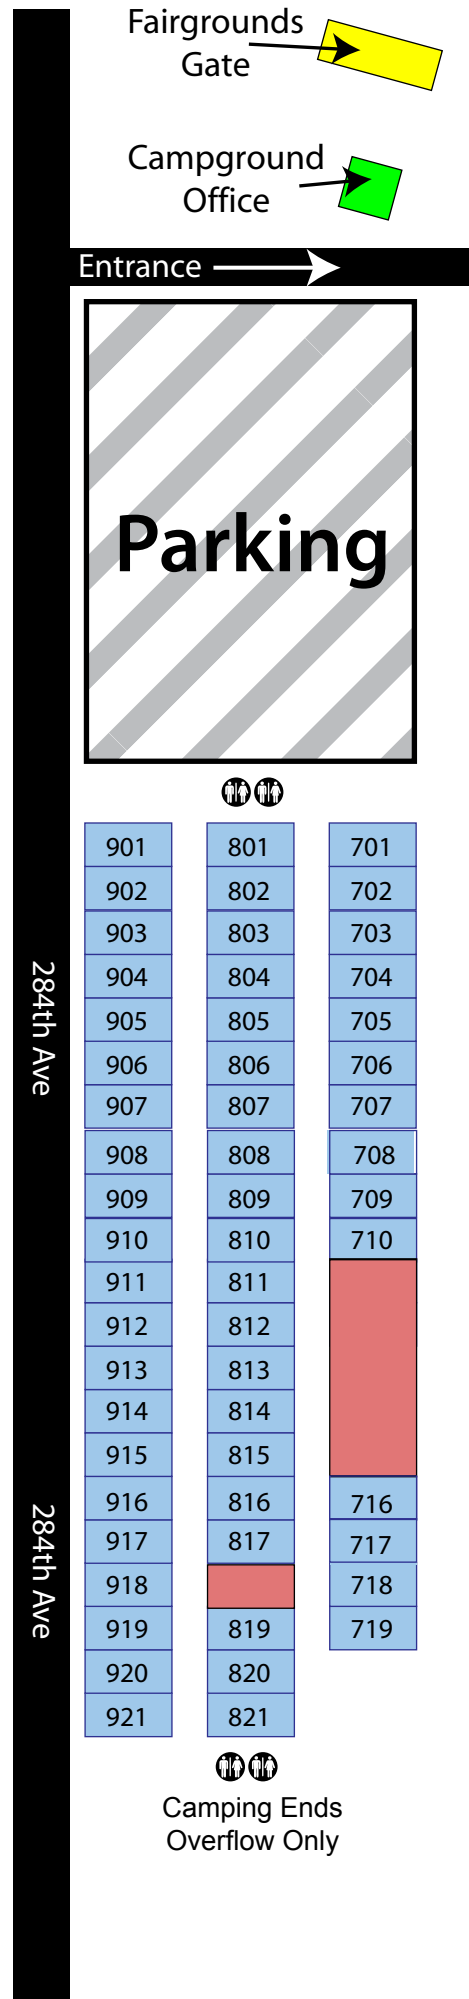 Fairgrounds
Gate
Campground
Office
Entrance
Parking
901 801 701
902 802 702
903 803 703
904 804 704
905 805 705
906 806 706
907 807 707
908 808 708
909 809 709
910 810 710
911 811
912 812
913 813
914 814
915 815
916 816 716
917 817 717
918 718
919 819 719
920 820
921 821
284th Ave
284th Ave
Camping Ends
Overflow Only